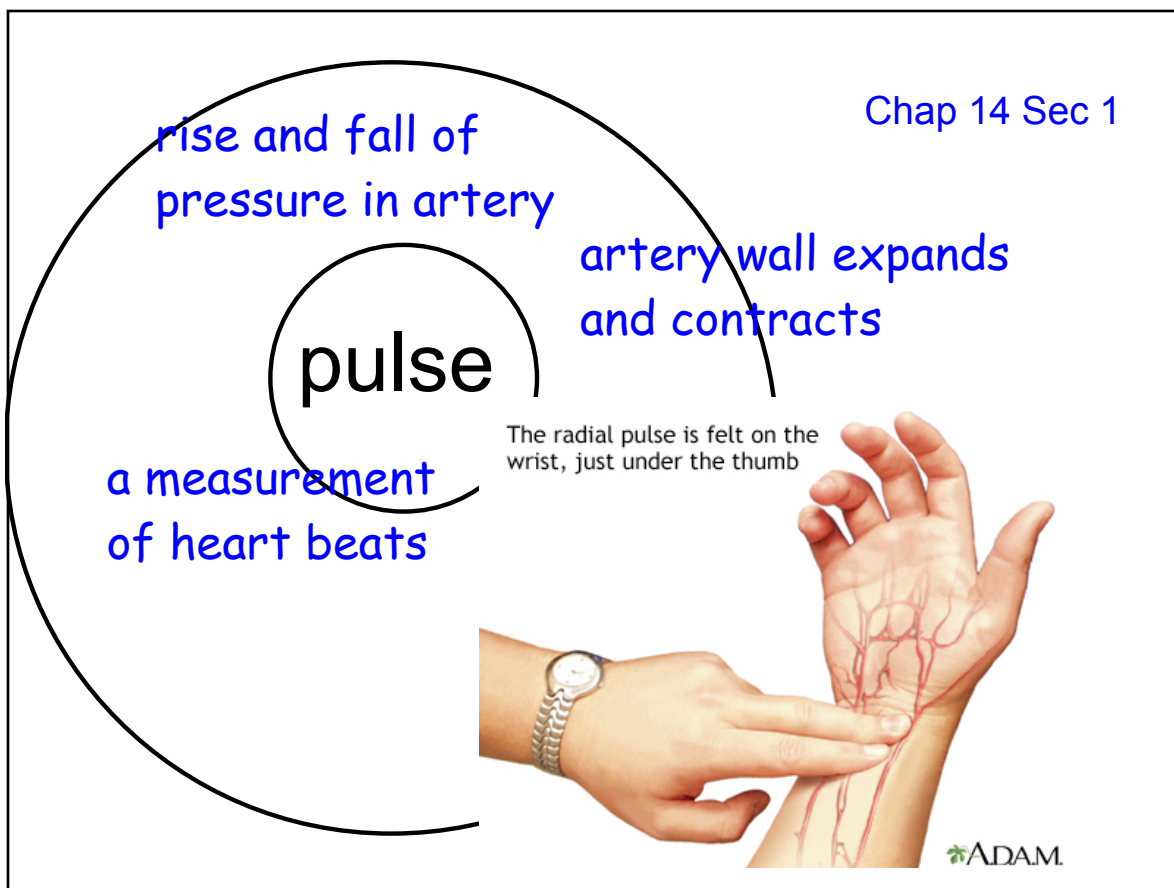 Chap 14 Sec 1
rise and fall of
pressure in artery
artery wall expands
and contracts
pulse
The radial pulse is felt on the
wrist, just under the thumb
a measurement
of heart beats
A.D.A.M.